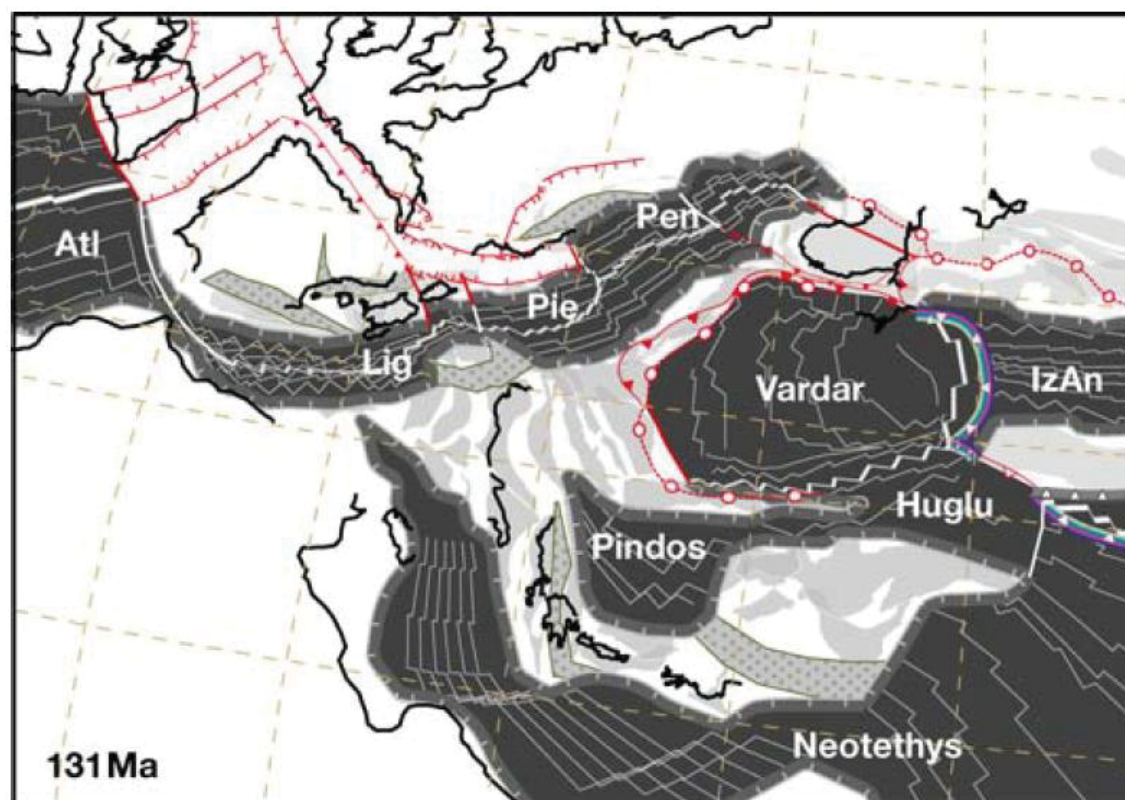 Atl
Pen
Pie
Lig
Vardar
IzAn
Huglu
Pindos
Neotethys
131 Ma